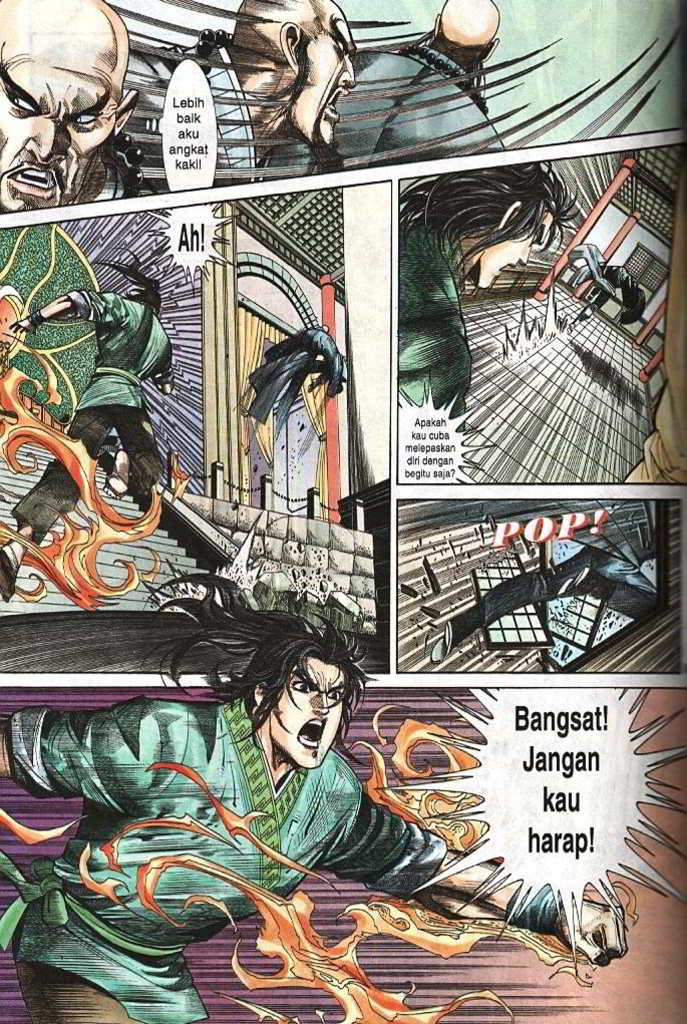 Lebih
baik
aku
angkat
kaki!
Ah!
Apakah
kau cuba
melepaskan
diri dengan
begitu saja?
POP!
Bangsat!
Jangan
kau
harap!